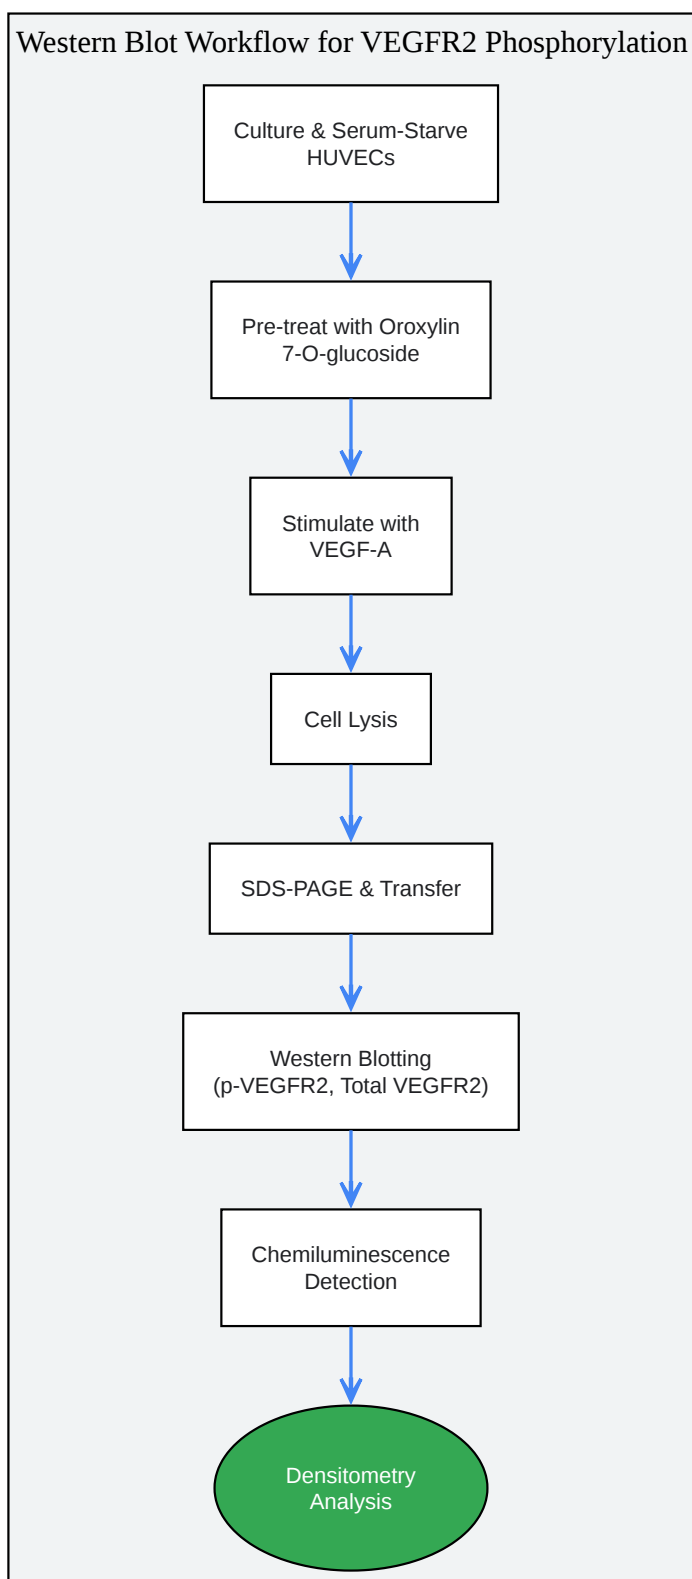 Western Blot Workflow for VEGFR2 Phosphorylation
Culture & Serum-Starve
HUVECs
Pre-treat with Oroxylin
7-O-glucoside
Stimulate with
VEGF-A
Cell Lysis
SDS-PAGE & Transfer
Western Blotting
(p-VEGFR2, Total VEGFR2)
Chemiluminescence
Detection
Densitometry
Analysis